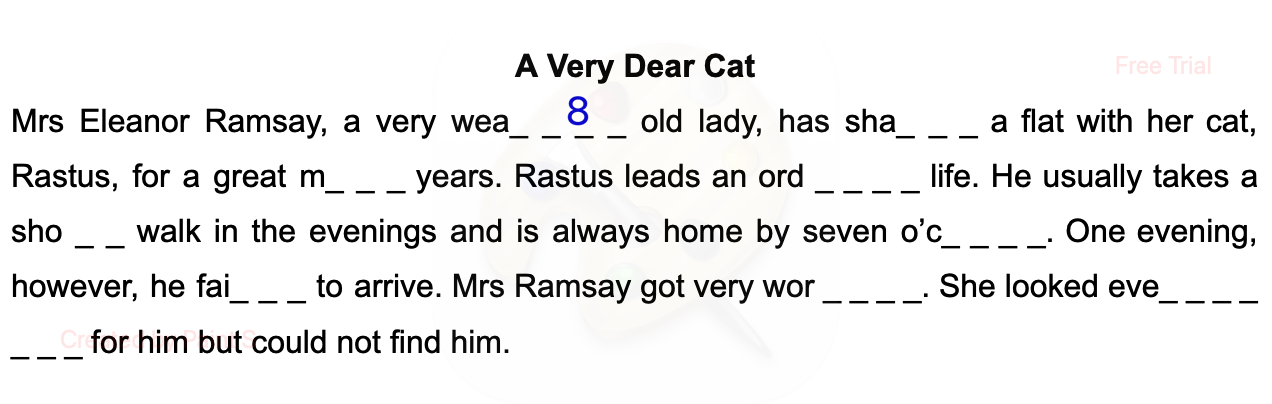 A Very Dear Cat
Free Trial
Mrs Eleanor Ramsay, a very wea_ _ 8 _ _ old lady, has sha_ _ _ a flat with her cat,
Rastus, for a great m_ _ _ years. Rastus leads an ord _ _ _ _ life. He usually takes a
sho _ _ walk in the evenings and is always home by seven o’c_ _ _ _. One evening,
however, he fai_ _ _ to arrive. Mrs Ramsay got very wor _ _ _ _. She looked eve_ _ _ _
_ _ _ for him but could not find him.